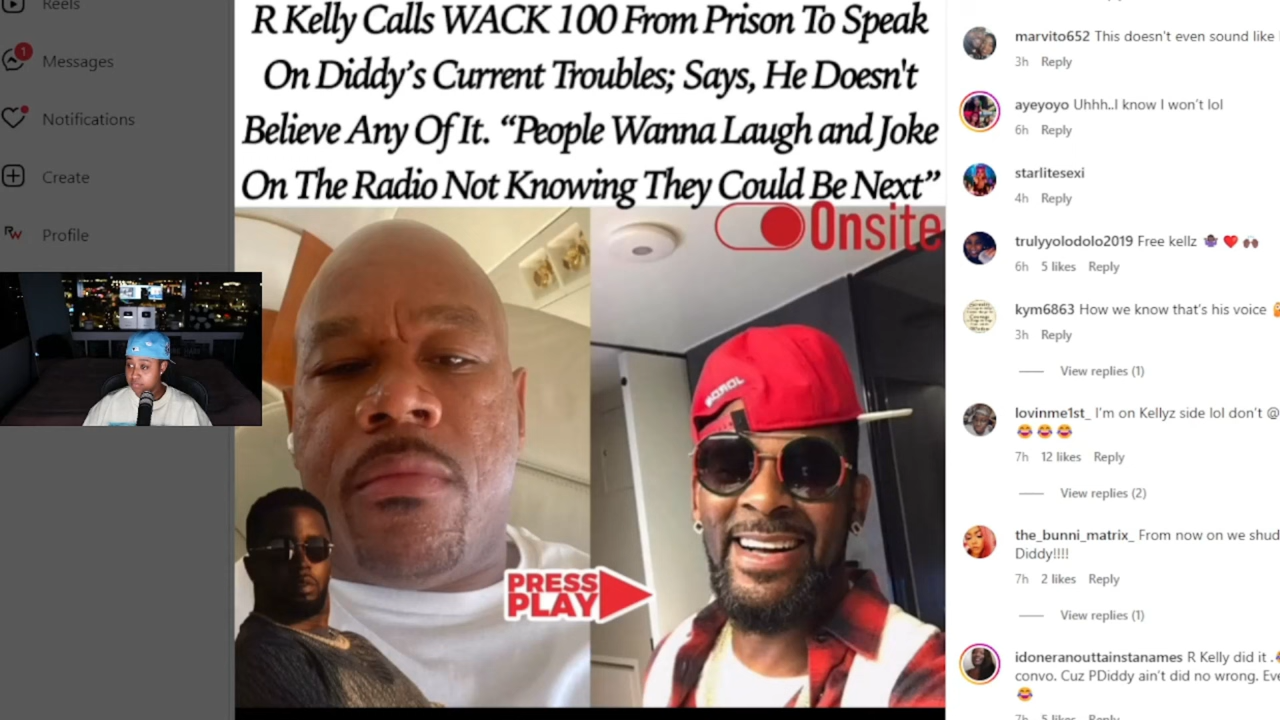 Reels
1
Messages
Notifications
Create
RW
Profile
R Kelly Calls WACK 100 From Prison To Speak
On Diddy’s Current Troubles; Says, He Doesn't
Believe Any Of It. “People Wanna Laugh and Joke
On The Radio Not Knowing They Could Be Next”
Onsite
PRESS
PLAY
marvito652 This doesn't even sound like
3h Reply
ayeyoyo Uhhh..I know I won't lol
6h Reply
starlitesexi
4h Reply
trulyyolodolo2019 Free kellz 🤷🏾‍♀️ ❤️ 🙌🏾
6h 5 likes Reply
kym6863 How we know that's his voice
3h Reply
View replies (1)
lovinme1st_ I'm on Kellyz side lol don't @
😂 😂 😂
7h 12 likes Reply
View replies (2)
the_bunni_matrix_ From now on we shud
Diddy!!!!
7h 2 likes Reply
View replies (1)
idoneranouttainstanames R Kelly did it .
convo. Cuz PDiddy ain't did no wrong. Eve
😂
7h 5 likes Reply